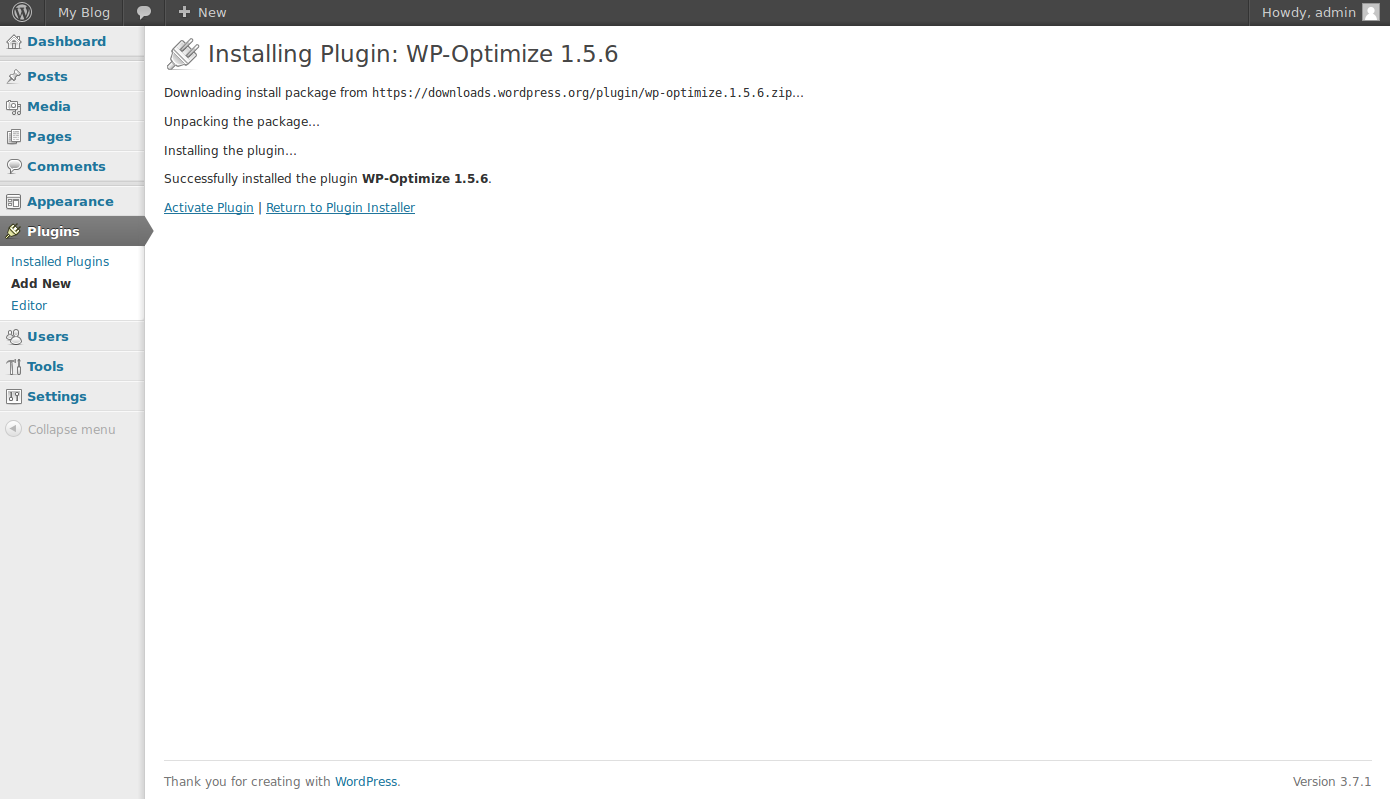 My Blog
New
Howdy, admin
Dashboard
Posts
Media
Pages
Comments
Appearance
Plugins
Installed Plugins
Add New
Editor
Users
Tools
Settings
Collapse menu
Installing Plugin: WP-Optimize 1.5.6
Downloading install package from https://downloads.wordpress.org/plugin/wp-optimize.1.5.6.zip…
Unpacking the package…
Installing the plugin…
Successfully installed the plugin WP-Optimize 1.5.6.
Activate Plugin | Return to Plugin Installer
Thank you for creating with WordPress.
Version 3.7.1